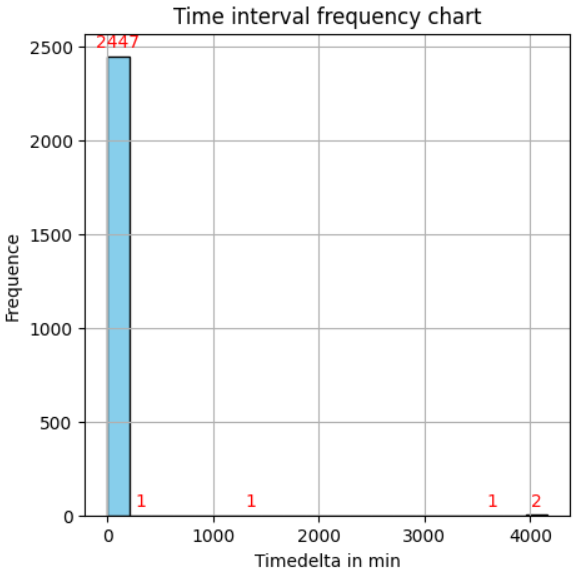 Time interval frequency chart
2500
2447
2000
1500
Frequence
1000
500
1 1 1 2
0
0 1000 2000 3000 4000
Timedelta in min